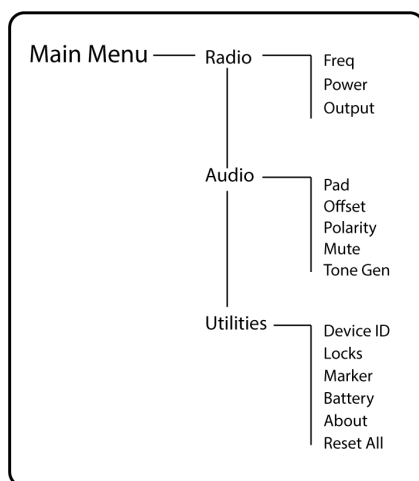 Main Menu
Radio
Freq
Power
Output
Audio
Pad
Offset
Polarity
Mute
Tone Gen
Utilities
Device ID
Locks
Marker
Battery
About
Reset All